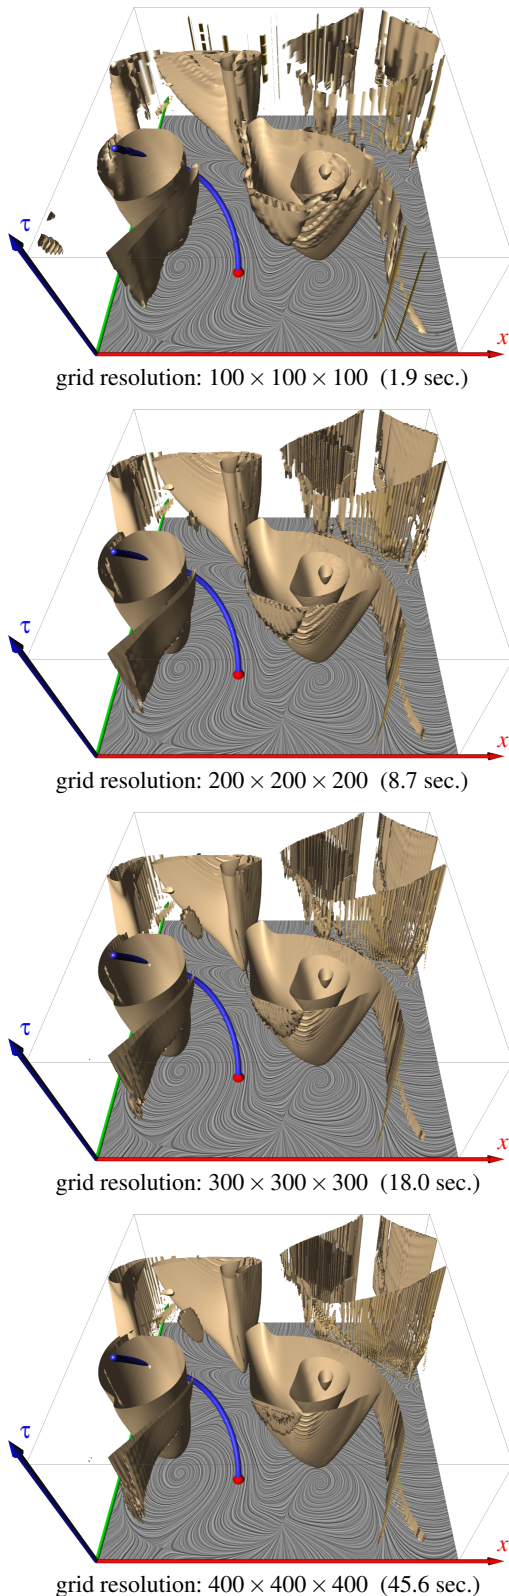 τ
x
grid resolution: 100 × 100 × 100 (1.9 sec.)
τ
x
grid resolution: 200 × 200 × 200 (8.7 sec.)
τ
x
grid resolution: 300 × 300 × 300 (18.0 sec.)
τ
x
grid resolution: 400 × 400 × 400 (45.6 sec.)